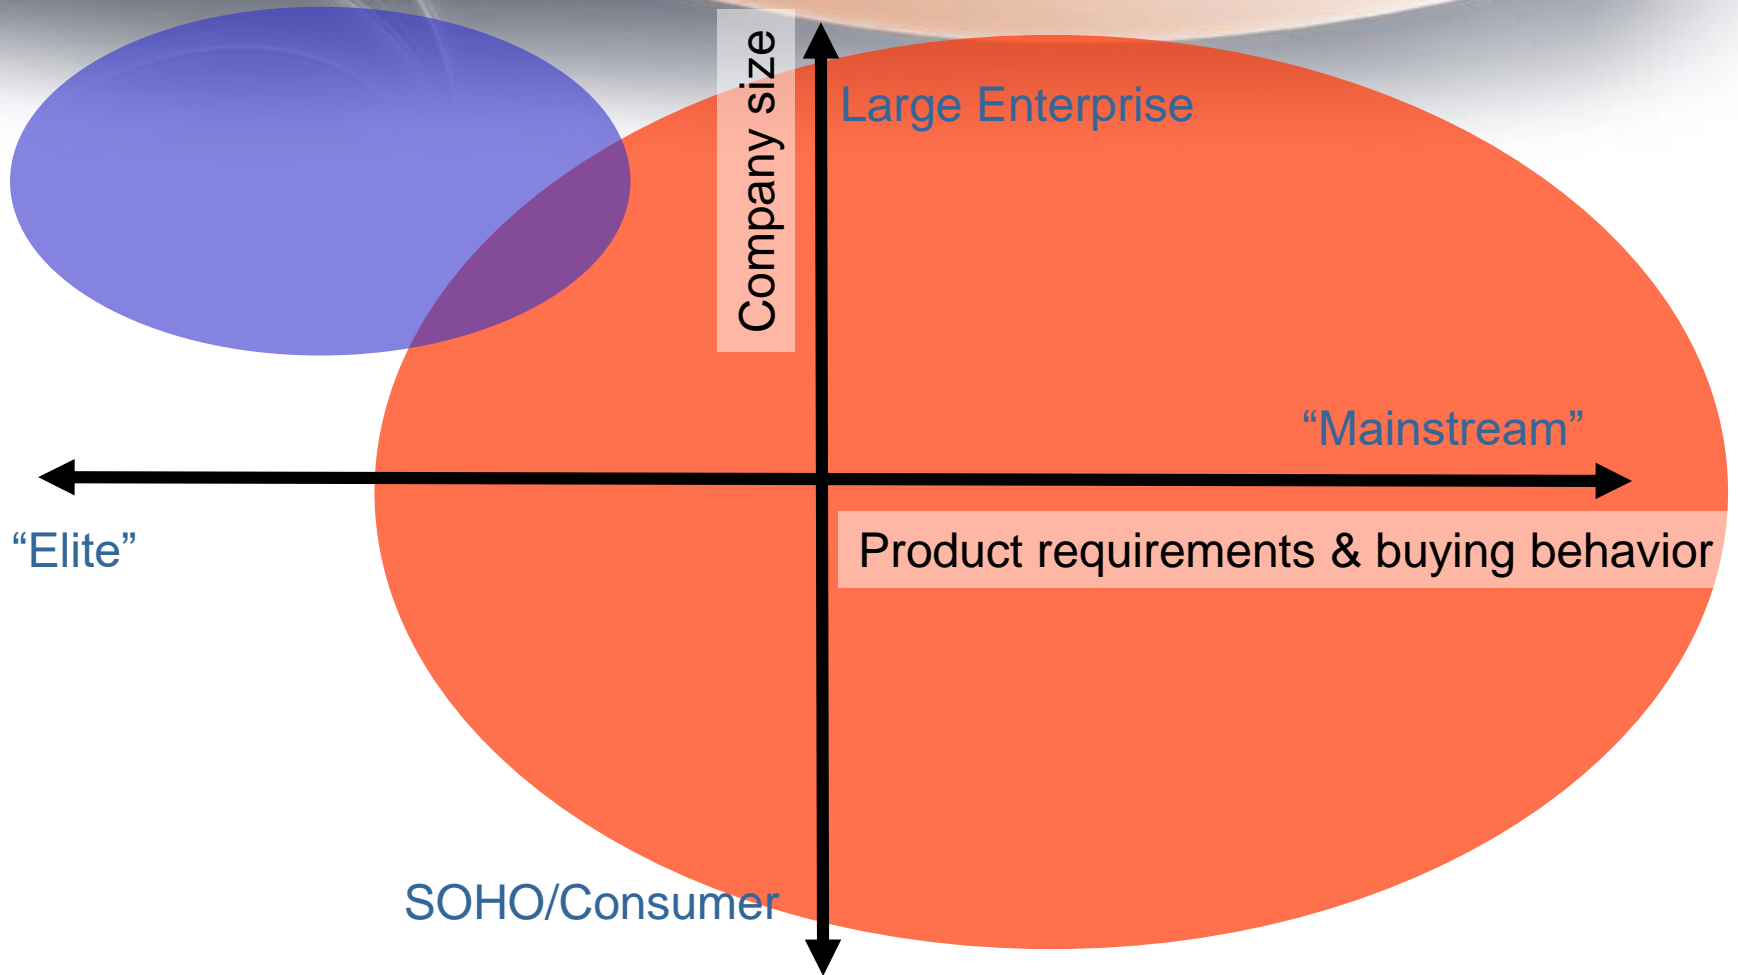 Company size
Large Enterprise
“Mainstream”
“Elite”
Product requirements & buying behavior
SOHO/Consumer